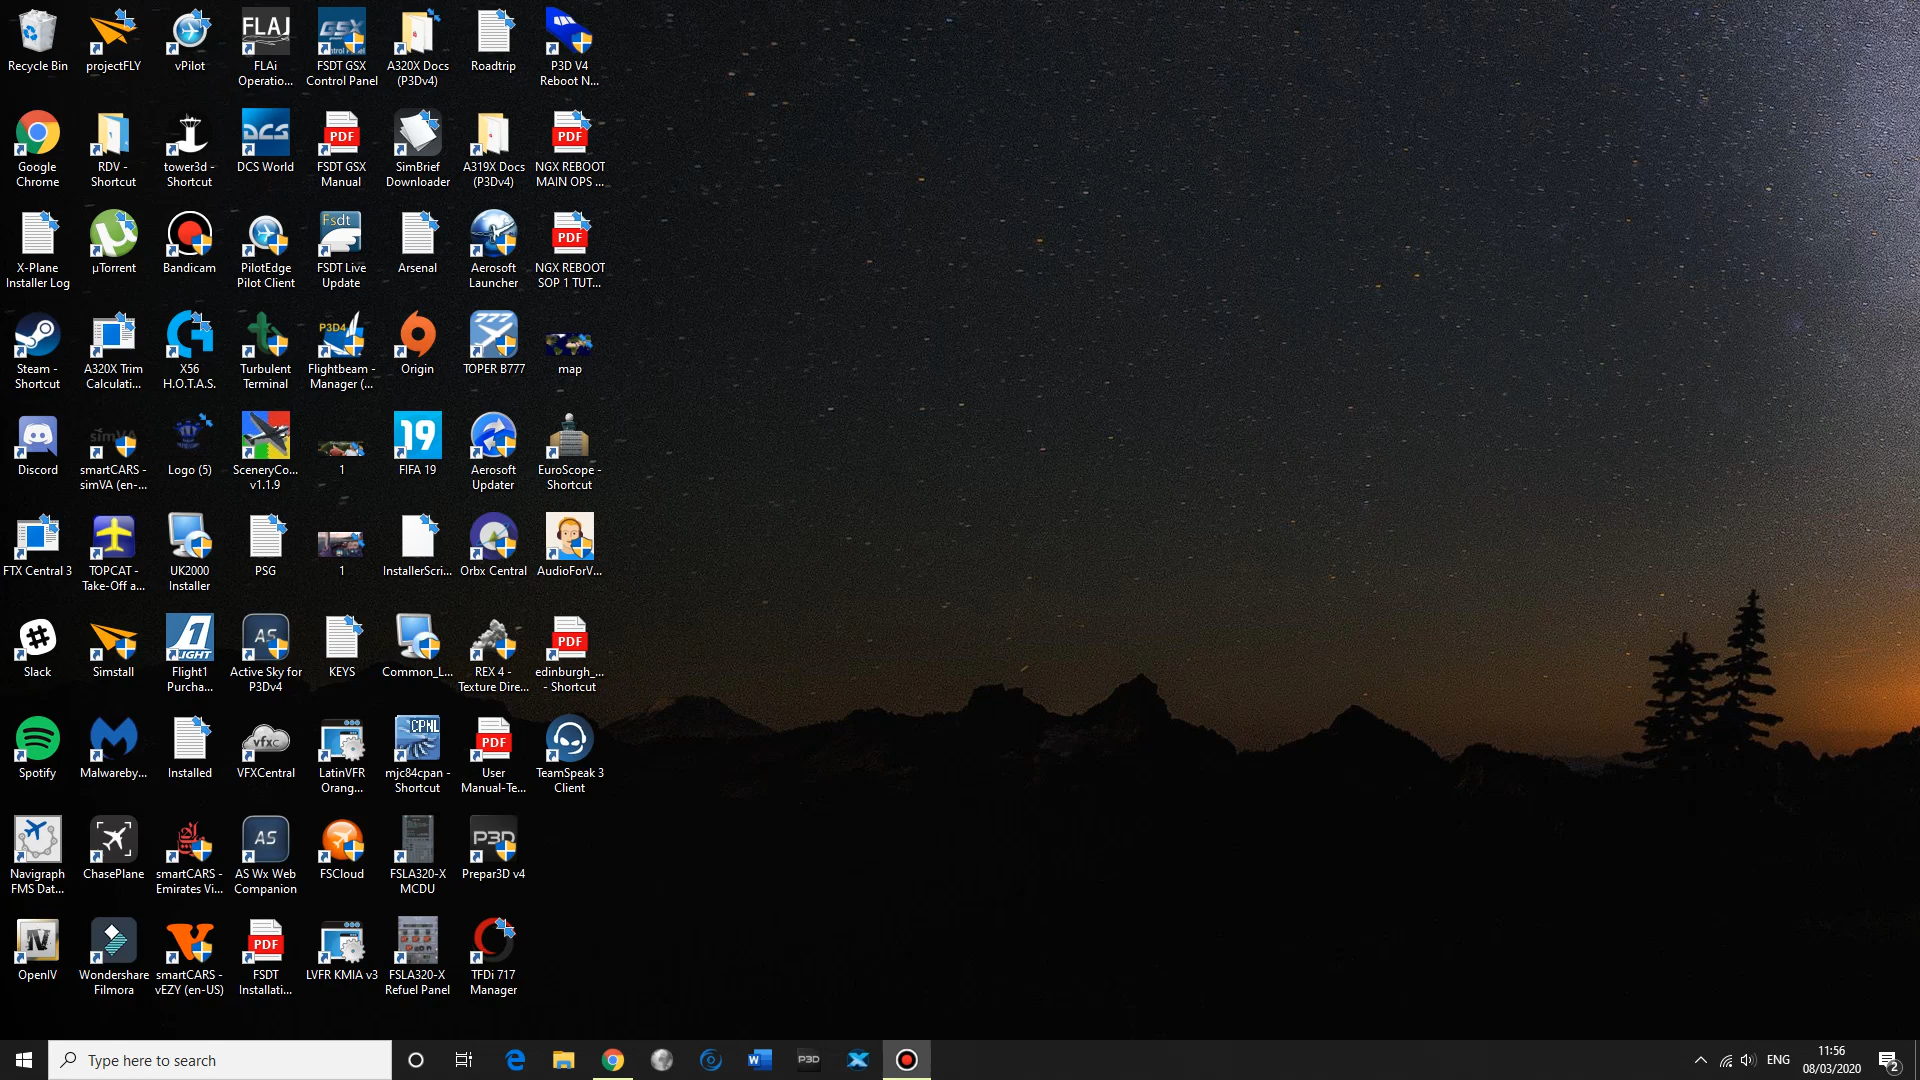 Recycle Bin
projectFLY
vPilot
FLAi
Operatio...
FSDT GSX
Control Panel
A320X Docs
(P3Dv4)
Roadtrip
P3D V4
Reboot N...
Google
Chrome
RDV -
Shortcut
tower3d -
Shortcut
DCS World
FSDT GSX
Manual
SimBrief
Downloader
A319X Docs
(P3Dv4)
NGX REBOOT
MAIN OPS ...
X-Plane
Installer Log
µTorrent
Bandicam
PilotEdge
Pilot Client
FSDT Live
Update
Arsenal
Aerosoft
Launcher
NGX REBOOT
SOP 1 TUT...
Steam -
Shortcut
A320X Trim
Calculati...
X56
H.O.T.A.S.
Turbulent
Terminal
Flightbeam -
Manager (...
Origin
TOPER B777
map
Discord
smartCARS -
simVA (en-...
Logo (5)
SceneryCo...
v1.1.9
1
FIFA 19
Aerosoft
Updater
EuroScope -
Shortcut
FTX Central 3
TOPCAT -
Take-Off a...
UK2000
Installer
PSG
1
InstallerScri...
Orbx Central
AudioForV...
Slack
Simstall
Flight1
Purcha...
Active Sky for
P3Dv4
KEYS
Common_L...
REX 4 -
Texture Dire...
edinburgh_...
- Shortcut
Spotify
Malwareby...
Installed
VFXCentral
LatinVFR
Orang...
mjc84cpan -
Shortcut
User
Manual-Te...
TeamSpeak 3
Client
Navigraph
FMS Dat...
ChasePlane
smartCARS -
Emirates Vi...
AS Wx Web
Companion
FSCloud
FSLA320-X
MCDU
Prepar3D v4
OpenIV
Wondershare
Filmora
smartCARS -
vEZY (en-US)
FSDT
Installati...
LVFR KMIA v3
FSLA320-X
Refuel Panel
TFDi 717
Manager
Type here to search
P3D
ENG
11:56
08/03/2020
2